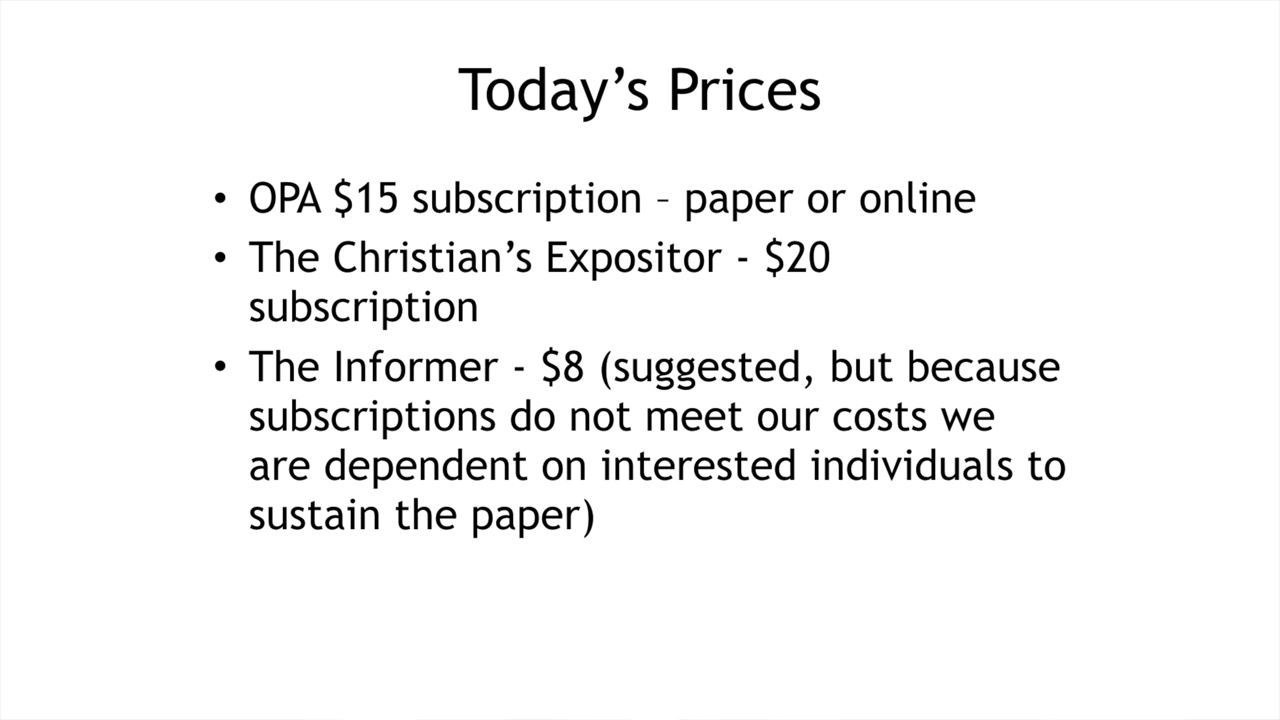 Today’s Prices
• OPA $15 subscription – paper or online
• The Christian’s Expositor - $20
subscription
• The Informer - $8 (suggested, but because
subscriptions do not meet our costs we
are dependent on interested individuals to
sustain the paper)